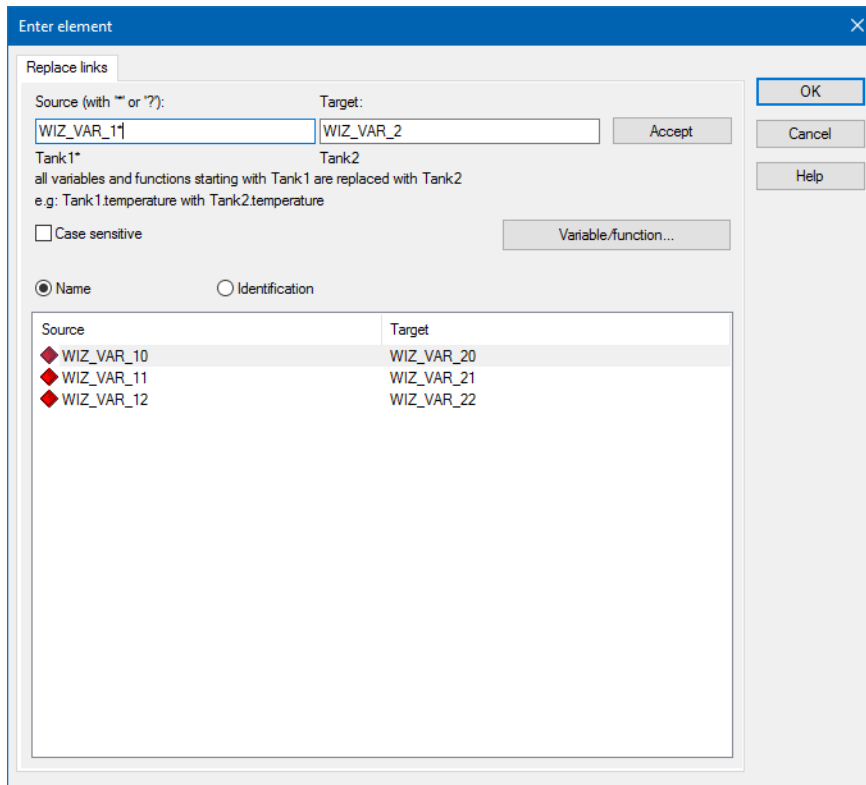 Enter element
Replace links
Source (with '*' or '?'): Target:
WIZ_VAR_1* WIZ_VAR_2 Accept
Tank1* Tank2
all variables and functions starting with Tank1 are replaced with Tank2
e.g: Tank1.temperature with Tank2.temperature
Case sensitive Variable/function...
Name Identification
Source Target
WIZ_VAR_10 WIZ_VAR_20
WIZ_VAR_11 WIZ_VAR_21
WIZ_VAR_12 WIZ_VAR_22
OK
Cancel
Help